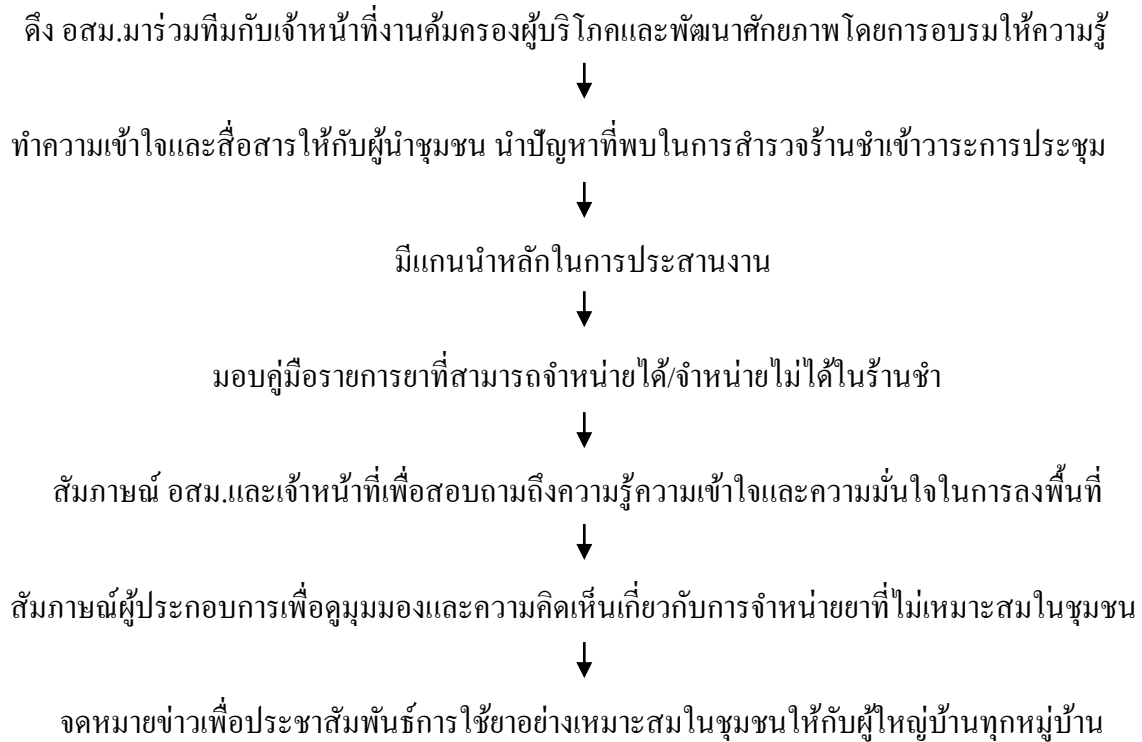 ดึง อสม.มาร่วมทีมกับเจ้าหน้าที่งานค้มครองผู้บริโภคและพัฒนาศักยภาพโดยการอบรมให้ความรู้
ทำความเข้าใจและสื่อสารให้กับผู้นำชุมชน นำปัญหาที่พบในการสำรวจร้านชำเข้าวาระการประชุม
มีแกนนำหลักในการประสานงาน
มอบคู่มือรายการยาที่สามารถจำหน่ายได้/จำหน่ายไม่ได้ในร้านชำ
สัมภาษณ์ อสม.และเจ้าหน้าที่เพื่อสอบถามถึงความรู้ความเข้าใจและความมั่นใจในการลงพื้นที่
สัมภาษณ์ผู้ประกอบการเพื่อดูมุมมองและความคิดเห็นเกี่ยวกับการจำหน่ายยาที่ไม่เหมาะสมในชุมชน
จดหมายข่าวเพื่อประชาสัมพันธ์การใช้ยาอย่างเหมาะสมในชุมชนให้กับผู้ใหญ่บ้านทุกหมู่บ้าน